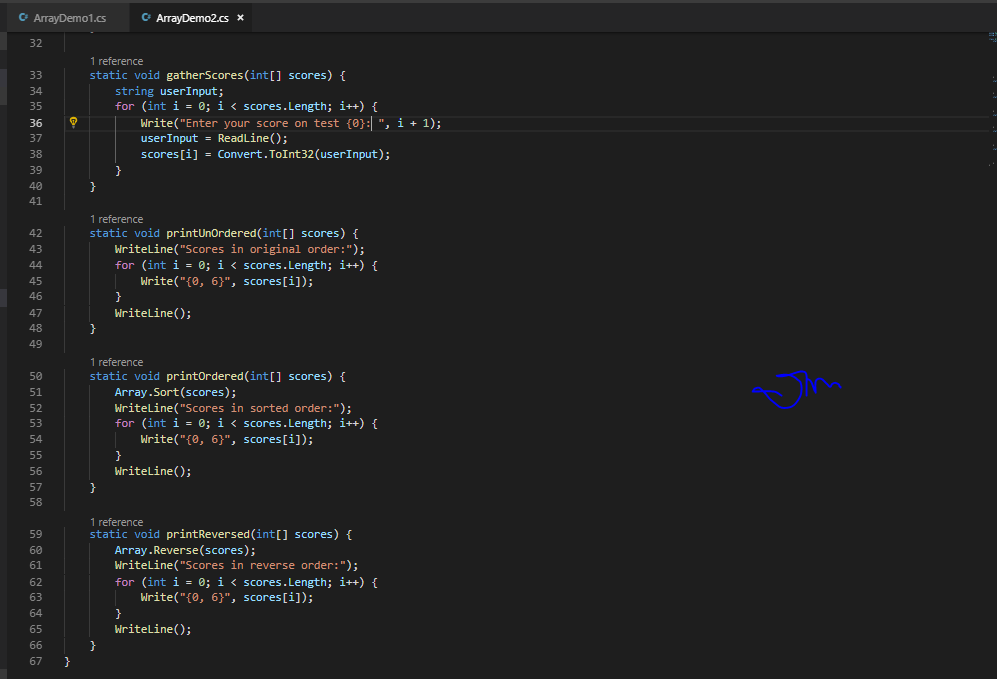 ArrayDemo1.cs ArrayDemo2.cs ×
32
1 reference
33 static void gatherScores(int[] scores) {
34 string userInput;
35 for (int i = 0; i < scores.Length; i++) {
36 Write("Enter your score on test {0}: ", i + 1);
37 userInput = ReadLine();
38 scores[i] = Convert.ToInt32(userInput);
39 }
40 }
41
1 reference
42 static void printUnOrdered(int[] scores) {
43 WriteLine("Scores in original order:");
44 for (int i = 0; i < scores.Length; i++) {
45 Write("{0, 6}", scores[i]);
46 }
47 WriteLine();
48 }
49
1 reference
50 static void printOrdered(int[] scores) {
51 Array.Sort(scores);
52 WriteLine("Scores in sorted order:");
53 for (int i = 0; i < scores.Length; i++) {
54 Write("{0, 6}", scores[i]);
55 }
56 WriteLine();
57 }
58
1 reference
59 static void printReversed(int[] scores) {
60 Array.Reverse(scores);
61 WriteLine("Scores in reverse order:");
62 for (int i = 0; i < scores.Length; i++) {
63 Write("{0, 6}", scores[i]);
64 }
65 WriteLine();
66 }
67 }